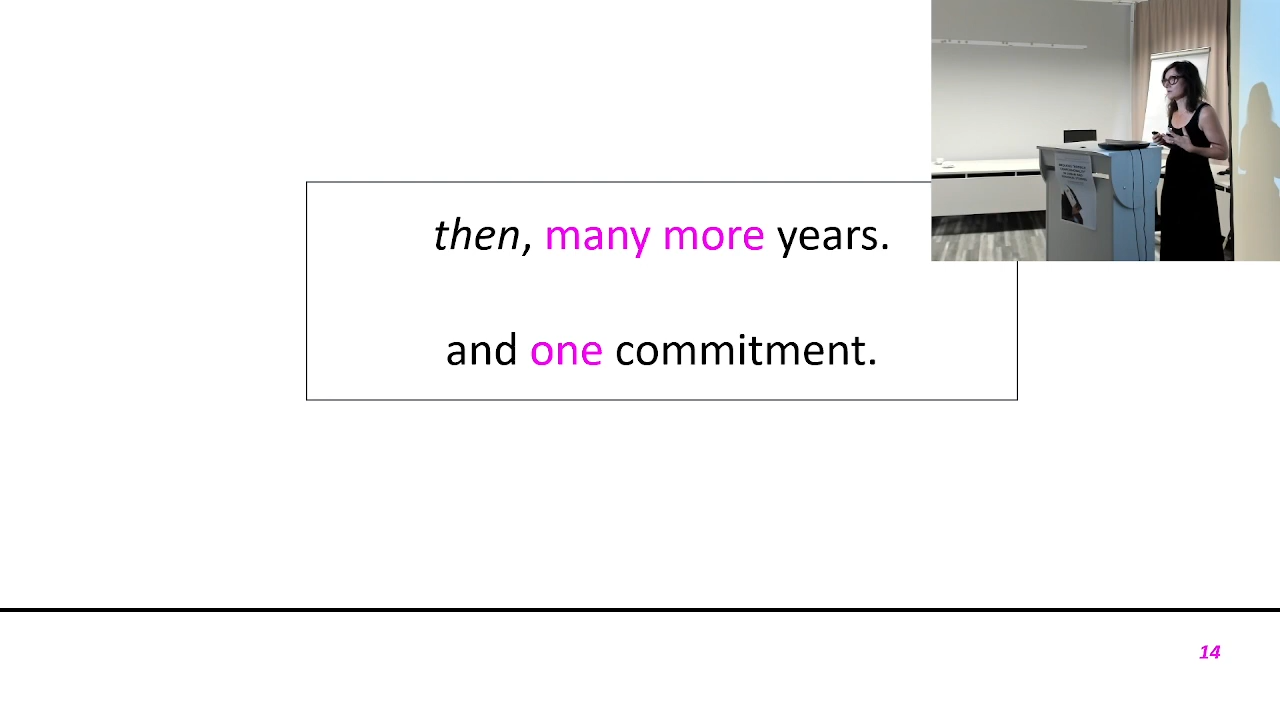 then, many more years.
and one commitment.
14